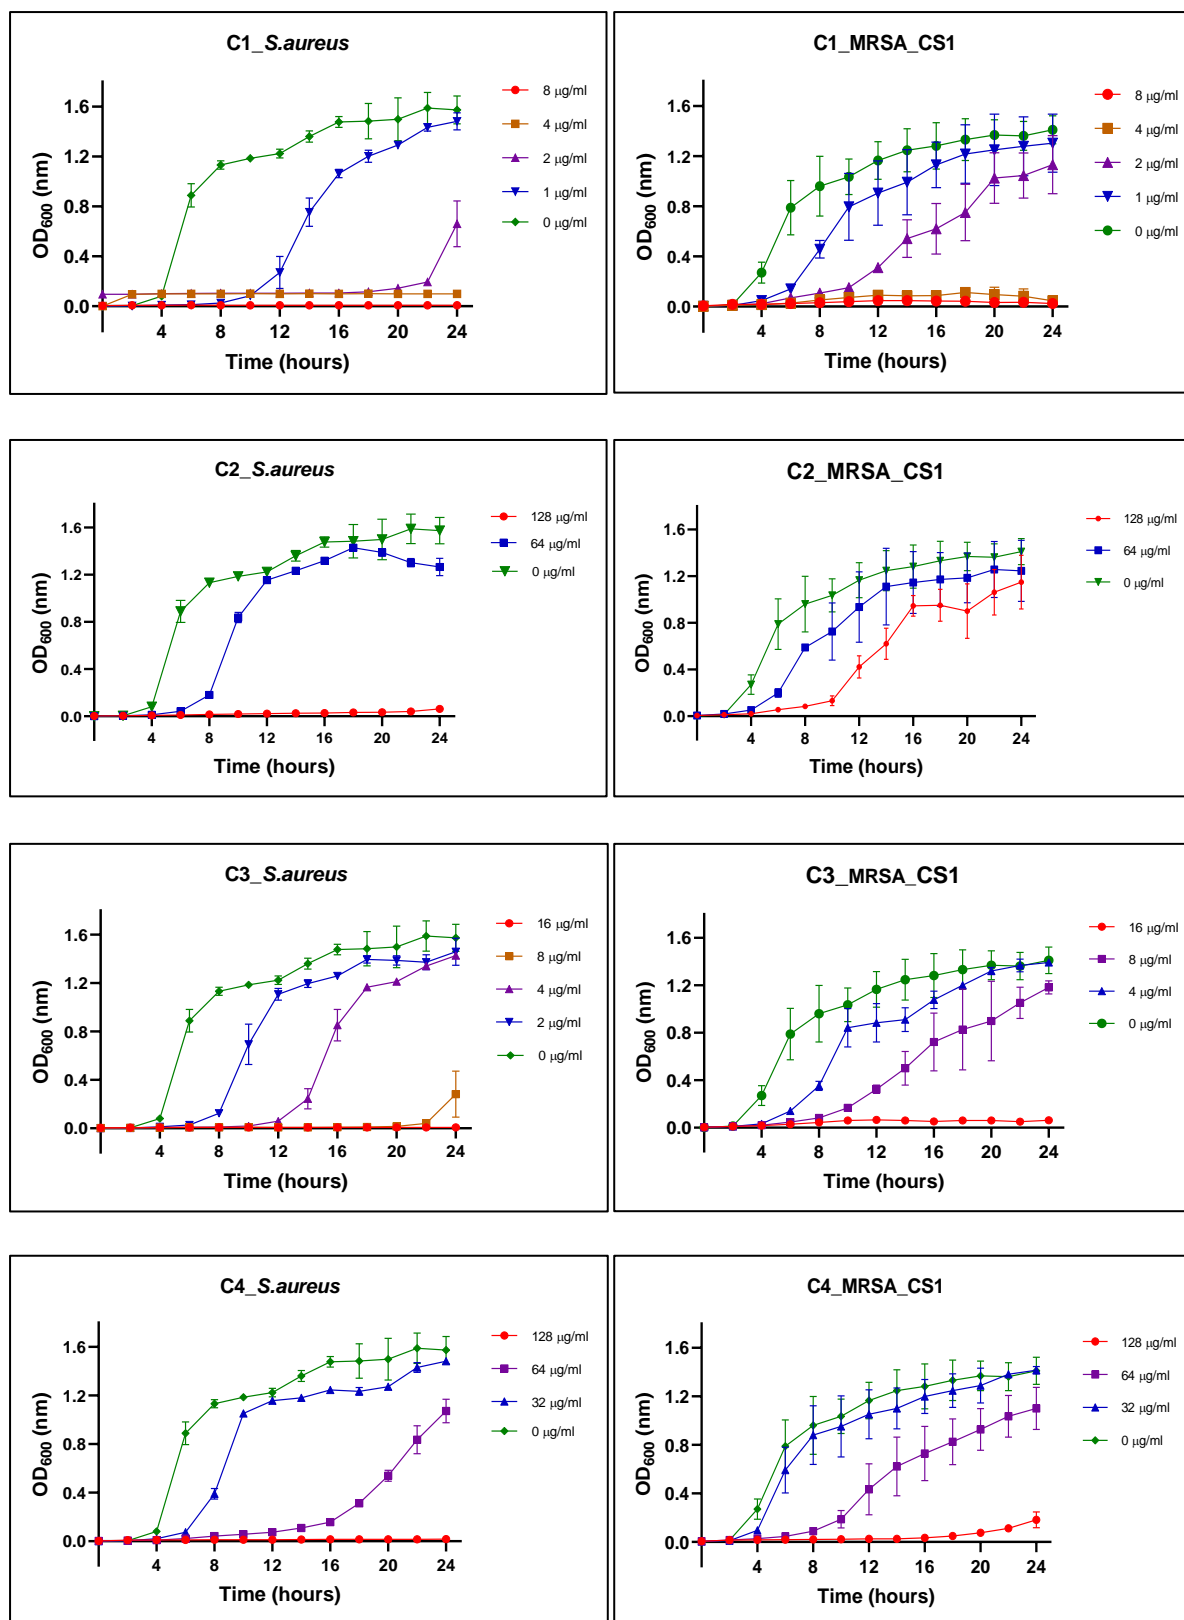 C1_S.aureus
OD600 (nm)
1.6
1.2
0.8
0.4
0.0
4
8
12
16
20
24
Time (hours)
8 µg/ml
4 µg/ml
2 µg/ml
1 µg/ml
0 µg/ml
C1_MRSA_CS1
OD600 (nm)
1.6
1.2
0.8
0.4
0.0
4
8
12
16
20
24
Time (hours)
8 µg/ml
4 µg/ml
2 µg/ml
1 µg/ml
0 µg/ml
C2_S.aureus
OD600 (nm)
1.6
1.2
0.8
0.4
0.0
4
8
12
16
20
24
Time (hours)
128 µg/ml
64 µg/ml
0 µg/ml
C2_MRSA_CS1
OD600 (nm)
1.6
1.2
0.8
0.4
0.0
4
8
12
16
20
24
Time (hours)
128 µg/ml
64 µg/ml
0 µg/ml
C3_S.aureus
OD600 (nm)
1.6
1.2
0.8
0.4
0.0
4
8
12
16
20
24
Time (hours)
16 µg/ml
8 µg/ml
4 µg/ml
2 µg/ml
0 µg/ml
C3_MRSA_CS1
OD600 (nm)
1.6
1.2
0.8
0.4
0.0
4
8
12
16
20
24
Time (hours)
16 µg/ml
8 µg/ml
4 µg/ml
0 µg/ml
C4_S.aureus
OD600 (nm)
1.6
1.2
0.8
0.4
0.0
4
8
12
16
20
24
Time (hours)
128 µg/ml
64 µg/ml
32 µg/ml
0 µg/ml
C4_MRSA_CS1
OD600 (nm)
1.6
1.2
0.8
0.4
0.0
4
8
12
16
20
24
Time (hours)
128 µg/ml
64 µg/ml
32 µg/ml
0 µg/ml